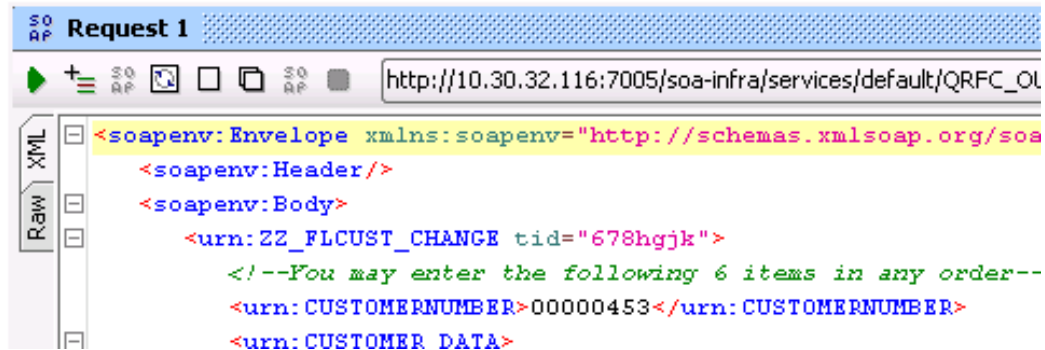 SO AP Request 1
SO AP SO AP http://10.30.32.116:7005/soa-infra/services/default/QRFC_OU
XML
Raw
<soapenv:Envelope xmlns:soapenv="http://schemas.xmlsoap.org/soa
<soapenv:Header/>
<soapenv:Body>
<urn:ZZ_FLCUST_CHANGE tid="678hgjk">
<!--You may enter the following 6 items in any order--
<urn:CUSTOMERNUMBER>00000453</urn:CUSTOMERNUMBER>
<urn:CUSTOMER_DATA>